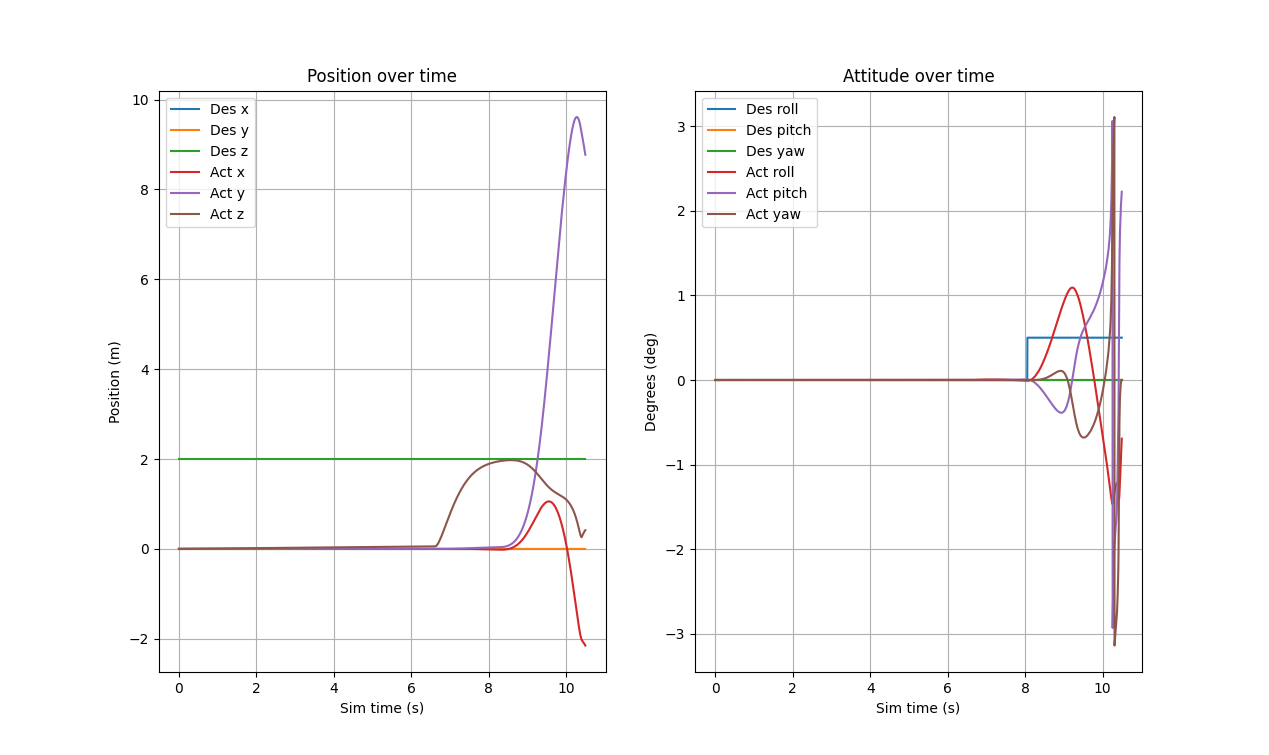 Position over time
10
8
6
4
2
0
−2
Position (m)
Des x
Des y
Des z
Act x
Act y
Act z
0 2 4 6 8 10
Sim time (s)
Attitude over time
3
2
1
0
−1
−2
−3
Degrees (deg)
Des roll
Des pitch
Des yaw
Act roll
Act pitch
Act yaw
0 2 4 6 8 10
Sim time (s)